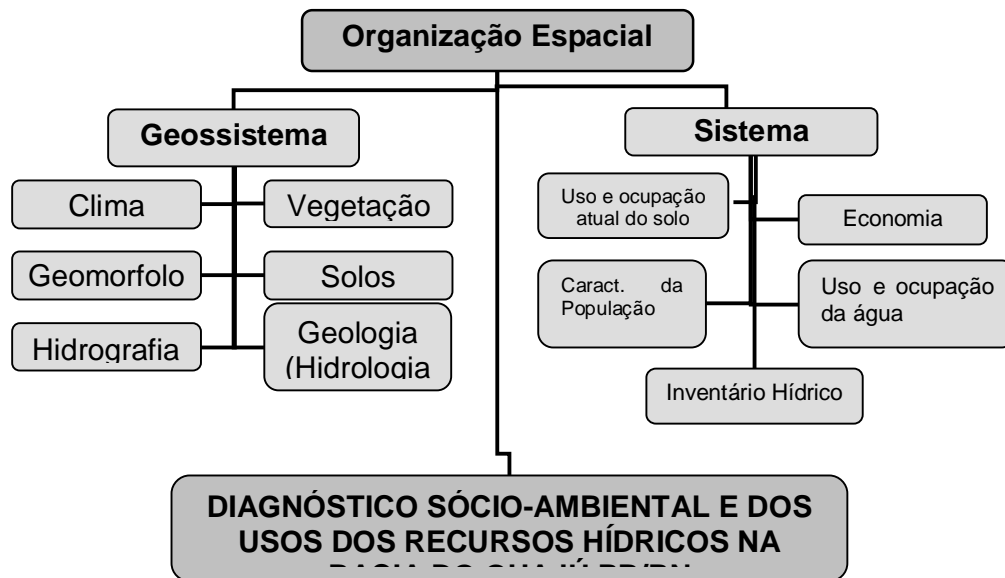 Organização Espacial
Geossistema
Sistema
Clima
Vegetação
Uso e ocupação
atual do solo
Economia
Geomorfolo
Solos
Caract. da
População
Uso e ocupação
da água
Hidrografia
Geologia
(Hidrologia
Inventário Hídrico
DIAGNÓSTICO SÓCIO-AMBIENTAL E DOS
USOS DOS RECURSOS HÍDRICOS NA